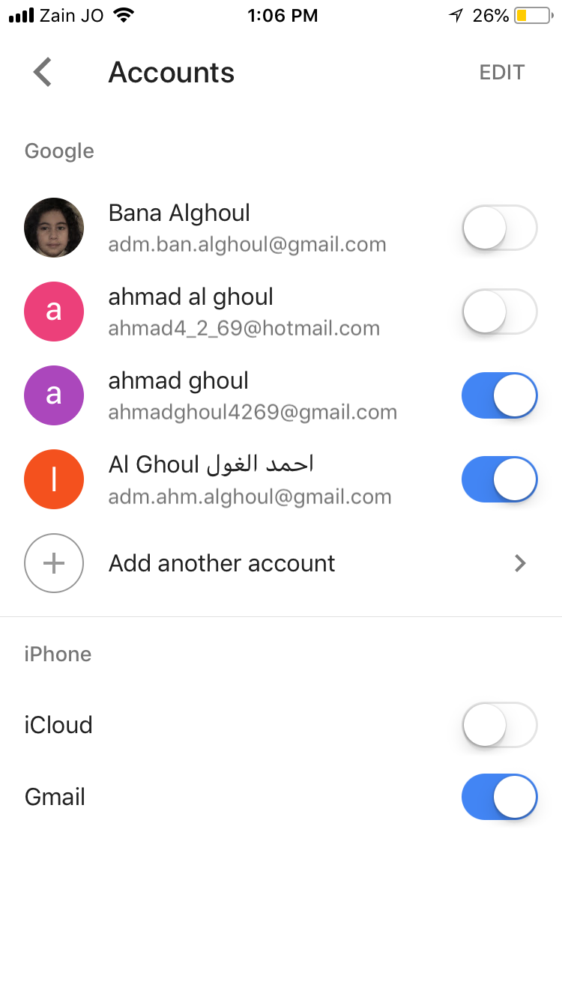 Zain JO 1:06 PM 26%
Accounts EDIT
Google
Bana Alghoul
adm.ban.alghoul@gmail.com
a ahmad al ghoul
ahmad4_2_69@hotmail.com
a ahmad ghoul
ahmadghoul4269@gmail.com
ا Al Ghoul احمد الغول
adm.ahm.alghoul@gmail.com
Add another account
iPhone
iCloud
Gmail